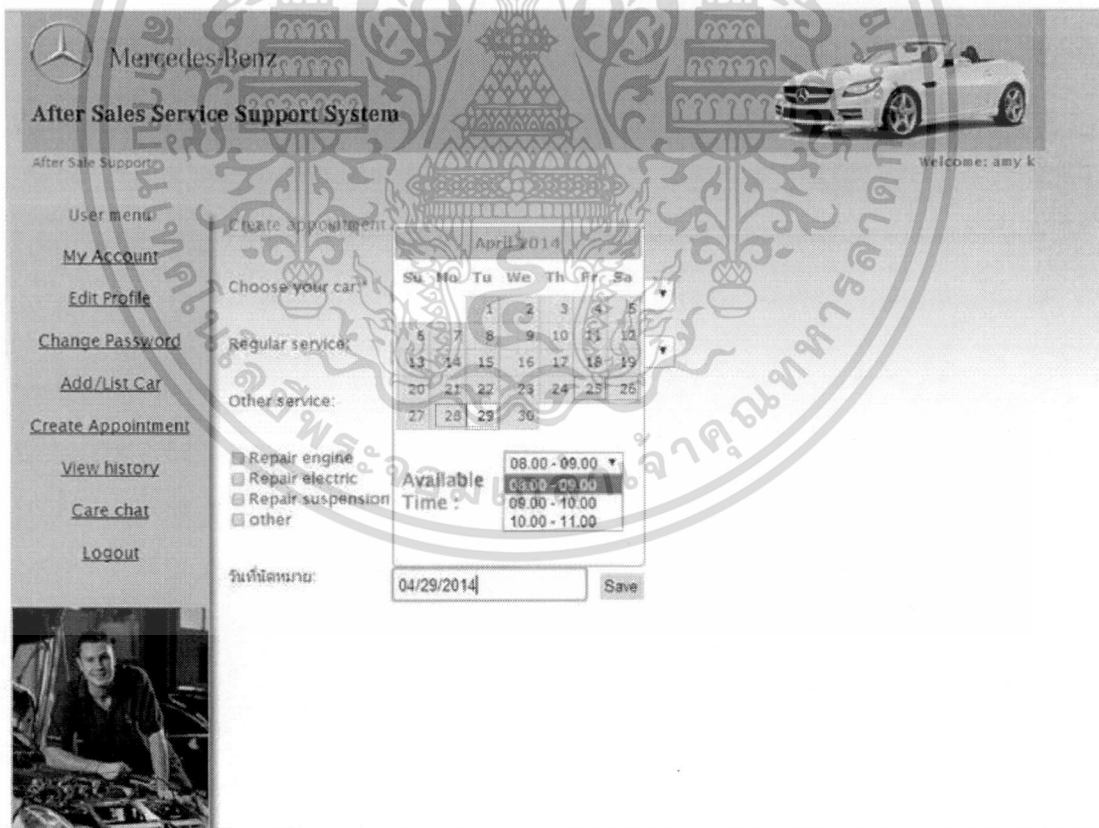 Mercedes-Benz
After Sales Service Support System
After Sale Support
Welcome: amy k
User menu
My Account
Edit Profile
Change Password
Add/List Car
Create Appointment
View history
Care chat
Logout
Create appointment
Choose your car*
Regular service:
Other service:
Repair engine
Repair electric
Repair suspension
other
April 2014
Su Mo Tu We Th Fr Sa
1 2 3 4 5
6 7 8 9 10 11 12
13 14 15 16 17 18 19
20 21 22 23 24 25 26
27 28 29 30
Available Time :
08.00 - 09.00
08.00 - 09.00
09.00 - 10.00
10.00 - 11.00
วันที่นัดหมาย:
04/29/2014
Save